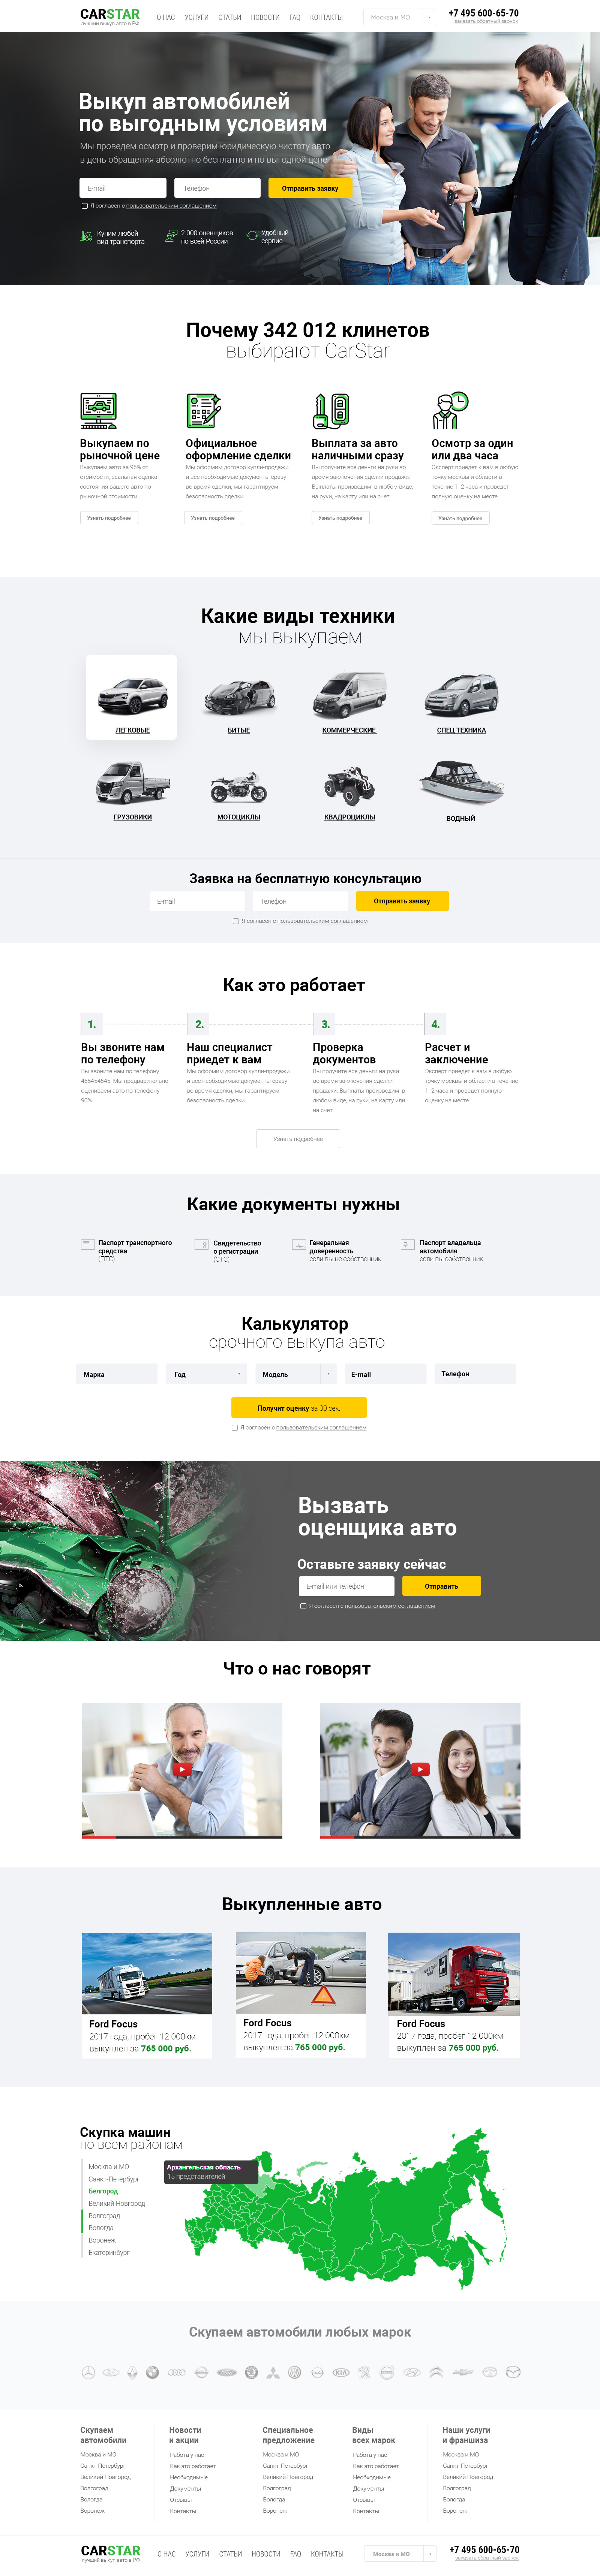 CARSTAR
лучший выкуп авто в РФ
О НАС УСЛУГИ СТАТЬИ НОВОСТИ FAQ КОНТАКТЫ
Москва и МО
+7 495 600-65-70
заказать обратный звонок
Выкуп автомобилей
по выгодным условиям
Мы проведем осмотр и проверим юридическую чистоту авто
в день обращения абсолютно бесплатно и по выгодной цене
E-mail
Телефон
Отправить заявку
Я согласен с пользовательским соглашением
Купим любой
вид транспорта
2 000 оценщиков
по всей России
Удобный
сервис
Почему 342 012 клинетов
выбирают CarStar
Выкупаем по
рыночной цене
Выкупаем авто за 95% от
стоимости, реальная оценка
состояния вашего авто по
рыночной стоимости.
Узнать подробнее
Официальное
оформление сделки
Мы оформим договор купли-продажи
и все необходимые документы сразу
во время сделки, мы гарантируем
безопасность сделки.
Узнать подробнее
Выплата за авто
наличными сразу
Вы получите все деньги на руки во
время заключения сделки продажи.
Выплаты производим в любом виде,
на руки, на карту или на счет.
Узнать подробнее
Осмотр за один
или два часа
Эксперт приедет к вам в любую
точку москвы и области в
течение 1- 2 часа и проведет
полную оценку на месте
Узнать подробнее
Какие виды техники
мы выкупаем
ЛЕГКОВЫЕ
БИТЫЕ
КОММЕРЧЕСКИЕ
СПЕЦ ТЕХНИКА
ГРУЗОВИКИ
МОТОЦИКЛЫ
КВАДРОЦИКЛЫ
ВОДНЫЙ
Заявка на бесплатную консультацию
E-mail
Телефон
Отправить заявку
Я согласен с пользовательским соглашением
Как это работает
1.
2.
3.
4.
Вы звоните нам
по телефону
Вы звоните нам по телефону
455454545. Мы предварительно
оцениваем авто по телефону
90%.
Наш специалист
приедет к вам
Мы оформим договор купли-продажи
и все необходимые документы сразу
во время сделки, мы гарантируем
безопасность сделки.
Проверка
документов
Вы получите все деньги на руки
во время заключения сделки
продажи. Выплаты производим в
любом виде, на руки, на карту или
на счет.
Расчет и
заключение
Эксперт приедет к вам в любую
точку москвы и области в течение
1- 2 часа и проведет полную
оценку на месте
Узнать подробнее
Какие документы нужны
Паспорт транспортного
средства
(ПТС)
Свидетельство
о регистрации
(СТС)
Генеральная
доверенность
если вы не собственник
Паспорт владельца
автомобиля
если вы собственник
Калькулятор
срочного выкупа авто
Марка
Год
Модель
E-mail
Телефон
Получит оценку за 30 сек.
Я согласен с пользовательским соглашением
Вызвать
оценщика авто
Оставьте заявку сейчас
E-mail или телефон
Отправить
Я согласен с пользовательским соглашением
Что о нас говорят
Выкупленные авто
Ford Focus
2017 года, пробег 12 000км
выкуплен за 765 000 руб.
Ford Focus
2017 года, пробег 12 000км
выкуплен за 765 000 руб.
Ford Focus
2017 года, пробег 12 000км
выкуплен за 765 000 руб.
Скупка машин
по всем районам
Москва и МО
Санкт-Петербург
Белгород
Великий Новгород
Волгоград
Вологда
Воронеж
Екатеринбург
Архангельская область
15 представителей
Скупаем автомобили любых марок
Скупаем
автомобили
Москва и МО
Санкт-Петербург
Великий Новгород
Волгоград
Вологда
Воронеж
Новости
и акции
Работа у нас
Как это работает
Необходимые
Документы
Отзывы
Контакты
Специальное
предложение
Москва и МО
Санкт-Петербург
Великий Новгород
Волгоград
Вологда
Воронеж
Виды
всех марок
Работа у нас
Как это работает
Необходимые
Документы
Отзывы
Контакты
Наши услуги
и франшиза
Москва и МО
Санкт-Петербург
Великий Новгород
Волгоград
Вологда
Воронеж
CARSTAR
лучший выкуп авто в РФ
О НАС УСЛУГИ СТАТЬИ НОВОСТИ FAQ КОНТАКТЫ
Москва и МО
+7 495 600-65-70
заказать обратный звонок